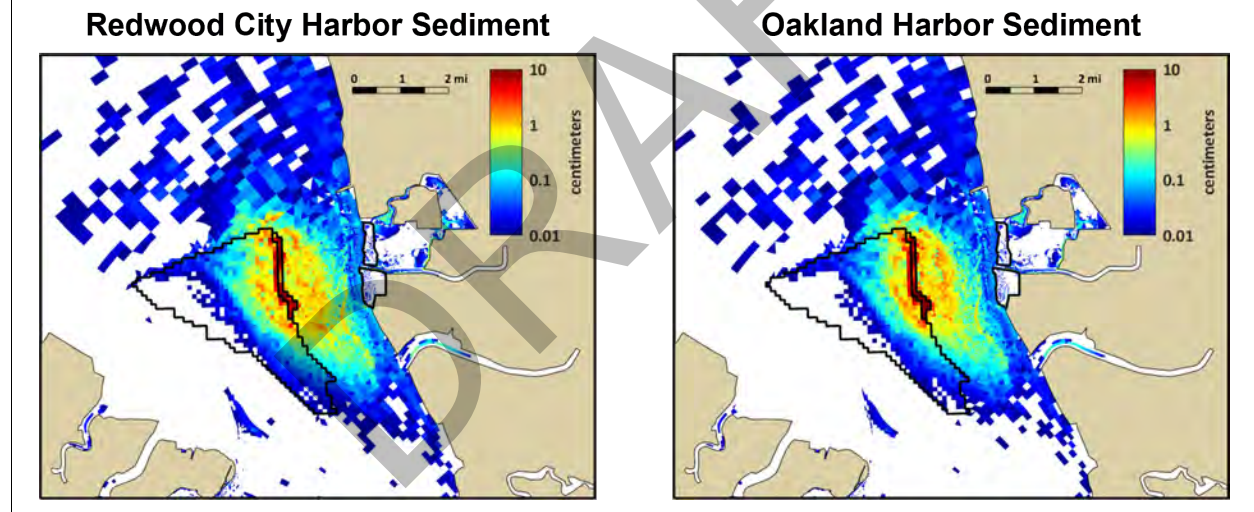 Redwood City Harbor Sediment
Oakland Harbor Sediment
0 1 2 mi
10
1
0.1
0.01
centimeters
0 1 2 mi
10
1
0.1
0.01
centimeters
DRAF